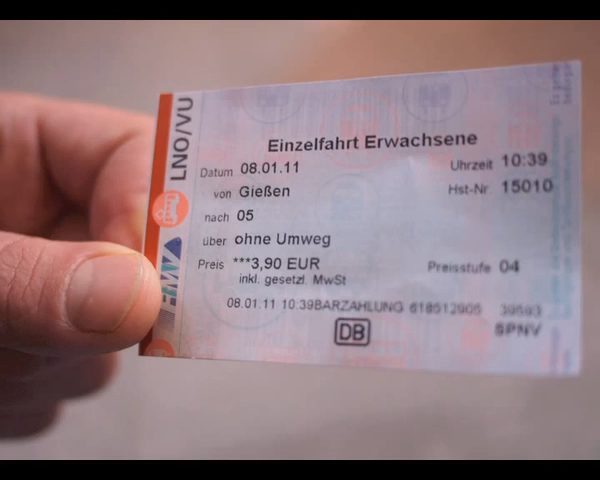 LNO/VU
RMV
Einzelfahrt Erwachsene
Datum 08.01.11 Uhrzeit 10:39
von Gießen Hst-Nr 15010
nach 05
über ohne Umweg
Preis ***3,90 EUR Preisstufe 04
inkl. gesetzl. MwSt
08.01.11 10:39BARZAHLUNG 618512905 39593
DB SPNV